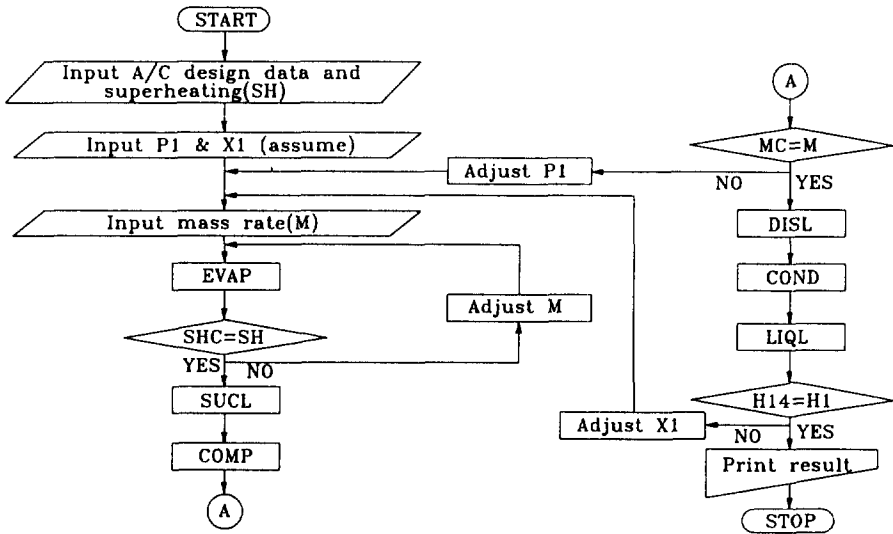 START
Input A/C design data and
superheating(SH)
Input P1 & X1 (assume)
Input mass rate(M)
EVAP
SHC=SH
YES
NO
Adjust M
SUCL
COMP
A
A
MC=M
NO
YES
Adjust P1
DISL
COND
LIQL
H14=H1
NO
YES
Adjust X1
Print result
STOP